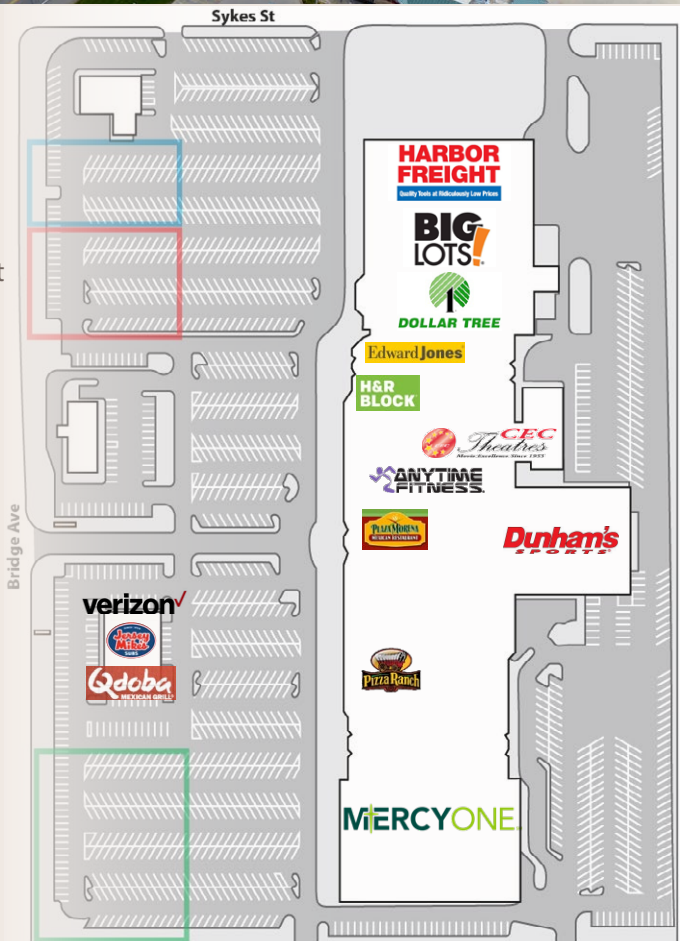 Sykes St
HARBOR
FREIGHT
Quality Tools at Ridiculously Low Prices
BIG
LOTS!
DOLLAR TREE
Edward Jones
H&R
BLOCK
CEC
Theatres
Movie Excellence Since 1955
ANYTIME
FITNESS.
PLAZA MORENA
MEXICAN RESTAURANT
Dunham's
SPORTS
Bridge Ave
verizon✓
Jersey
Mike's
SUBS
Qdoba
MEXICAN GRILL
Pizza Ranch
MERCYONE.
t